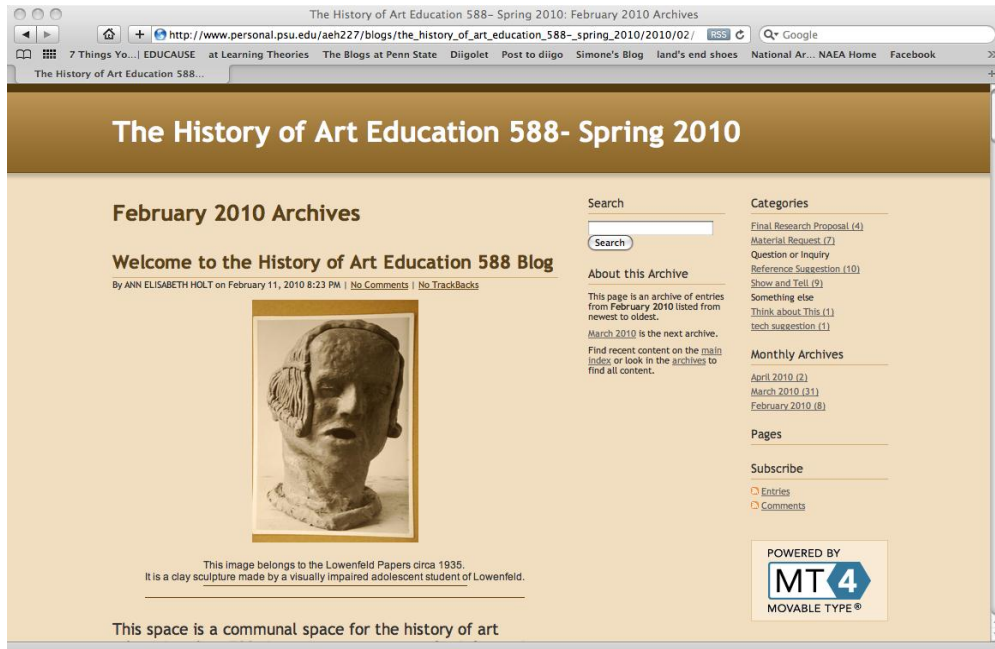 The History of Art Education 588- Spring 2010: February 2010 Archives
http://www.personal.psu.edu/aeh227/blogs/the_history_of_art_education_588-_spring_2010/2010/02/ RSS Google
7 Things Yo...| EDUCAUSE at Learning Theories The Blogs at Penn State Diigolet Post to diigo Simone's Blog land's end shoes National Ar... NAEA Home Facebook
The History of Art Education 588...
The History of Art Education 588- Spring 2010
February 2010 Archives
Welcome to the History of Art Education 588 Blog
By ANN ELISABETH HOLT on February 11, 2010 8:23 PM | No Comments | No TrackBacks
This image belongs to the Lowenfeld Papers circa 1935.
It is a clay sculpture made by a visually impaired adolescent student of Lowenfeld.
This space is a communal space for the history of art
Search
Search
About this Archive
This page is an archive of entries
from February 2010 listed from
newest to oldest.
March 2010 is the next archive.
Find recent content on the main
index or look in the archives to
find all content.
Categories
Final Research Proposal (4)
Material Request (7)
Question or Inquiry
Reference Suggestion (10)
Show and Tell (9)
Something else
Think about This (1)
tech suggestion (1)
Monthly Archives
April 2010 (2)
March 2010 (31)
February 2010 (8)
Pages
Subscribe
Entries
Comments
POWERED BY
MT 4
MOVABLE TYPE®